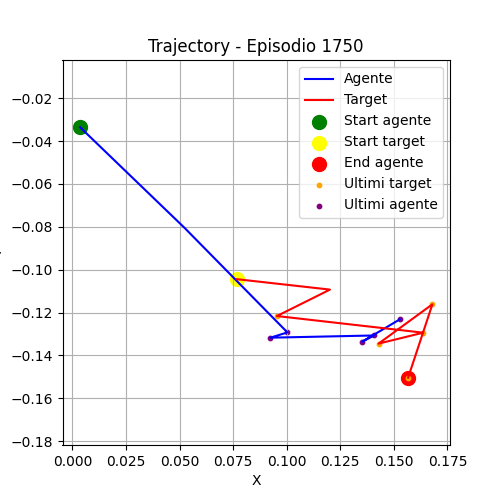 Trajectory - Episodio 1750
Agente
Target
Start agente
Start target
End agente
Ultimi target
Ultimi agente
−0.02
−0.04
−0.06
−0.08
−0.10
−0.12
−0.14
−0.16
−0.18
0.000 0.025 0.050 0.075 0.100 0.125 0.150 0.175
X